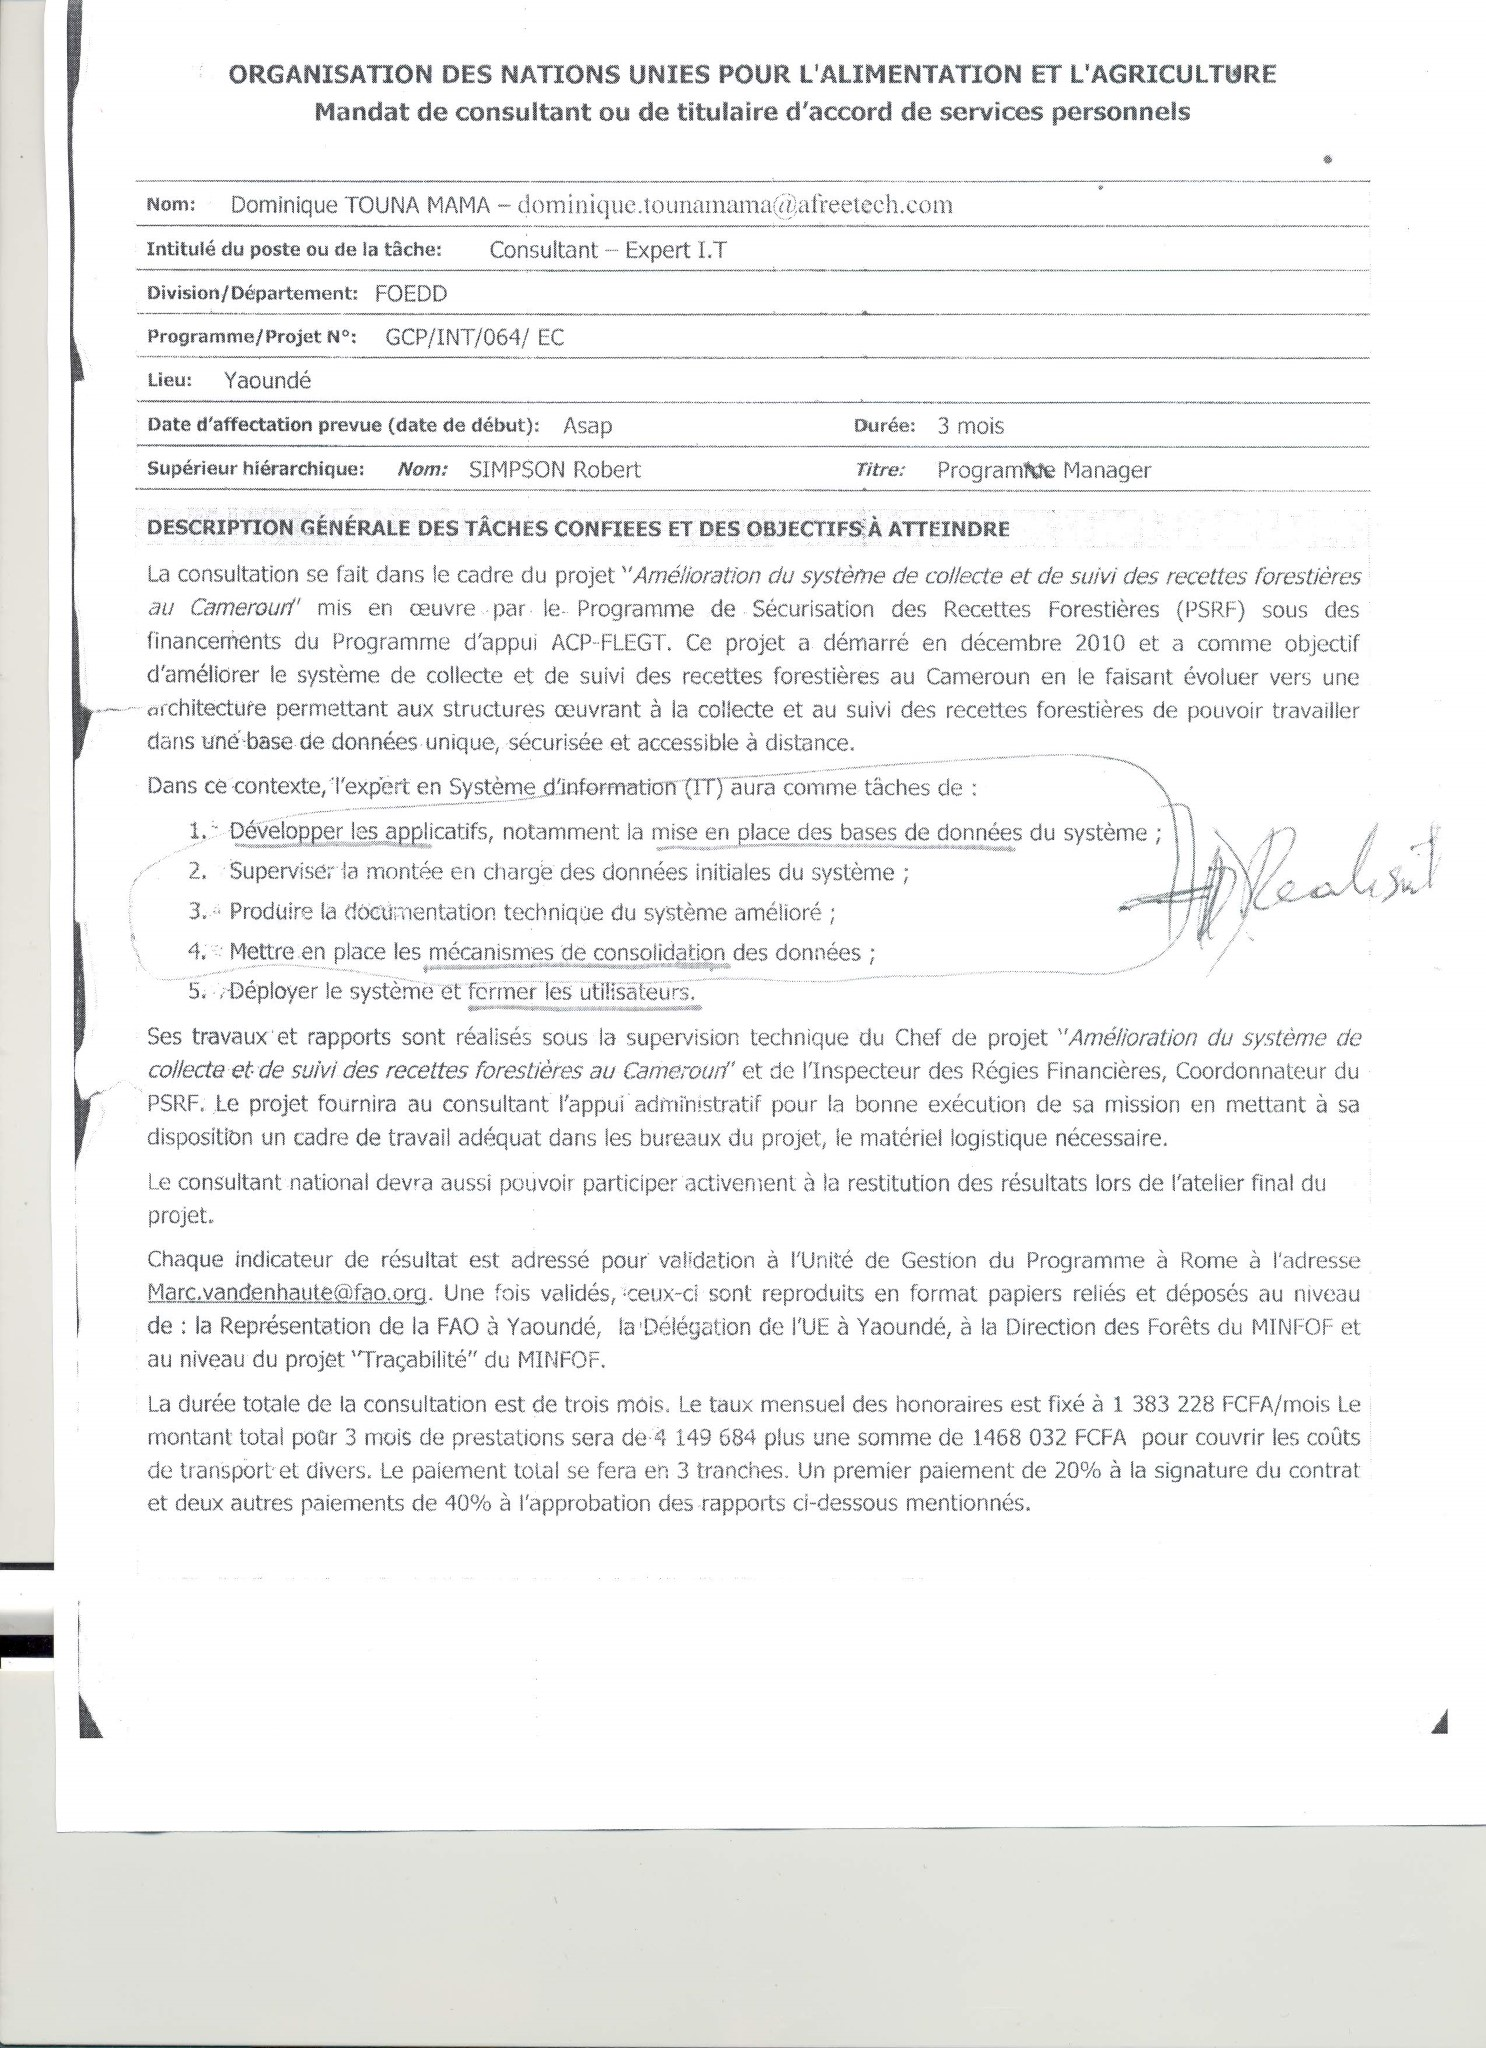 ORGANISATION DES NATIONS UNIES POUR L'ALIMENTATION ET L'AGRICULTURE
Mandat de consultant ou de titulaire d'accord de services personnels
Nom: Dominique TOUNA MAMA – dominique.tounamama@afreetech.com
Intitulé du poste ou de la tâche: Consultant – Expert I.T
Division/Département: FOEDD
Programme/Projet N°: GCP/INT/064/ EC
Lieu: Yaoundé
Date d'affectation prevue (date de début): Asap Durée: 3 mois
Supérieur hiérarchique: Nom: SIMPSON Robert Titre: Programme Manager
DESCRIPTION GÉNÉRALE DES TÂCHES CONFIEES ET DES OBJECTIFS À ATTEINDRE
La consultation se fait dans le cadre du projet "Amélioration du système de collecte et de suivi des recettes forestières
au Cameroun" mis en œuvre par le Programme de Sécurisation des Recettes Forestières (PSRF) sous des
financements du Programme d'appui ACP-FLEGT. Ce projet a démarré en décembre 2010 et a comme objectif
d'améliorer le système de collecte et de suivi des recettes forestières au Cameroun en le faisant évoluer vers une
architecture permettant aux structures œuvrant à la collecte et au suivi des recettes forestières de pouvoir travailler
dans une base de données unique, sécurisée et accessible à distance.
Dans ce contexte, l'expert en Système d'information (IT) aura comme tâches de :
1. Développer les applicatifs, notamment la mise en place des bases de données du système ;
2. Superviser la montée en charge des données initiales du système ;
3. Produire la documentation technique du système amélioré ;
4. Mettre en place les mécanismes de consolidation des données ;
5. Déployer le système et former les utilisateurs.
Ses travaux et rapports sont réalisés sous la supervision technique du Chef de projet "Amélioration du système de
collecte et de suivi des recettes forestières au Cameroun" et de l'Inspecteur des Régies Financières, Coordonnateur du
PSRF. Le projet fournira au consultant l'appui administratif pour la bonne exécution de sa mission en mettant à sa
disposition un cadre de travail adéquat dans les bureaux du projet, le matériel logistique nécessaire.
Le consultant national devra aussi pouvoir participer activement à la restitution des résultats lors de l'atelier final du
projet.
Chaque indicateur de résultat est adressé pour validation à l'Unité de Gestion du Programme à Rome à l'adresse
Marc.vandenhaute@fao.org. Une fois validés, ceux-ci sont reproduits en format papiers reliés et déposés au niveau
de : la Représentation de la FAO à Yaoundé, la Délégation de l'UE à Yaoundé, à la Direction des Forêts du MINFOF et
au niveau du projet "Traçabilité" du MINFOF.
La durée totale de la consultation est de trois mois. Le taux mensuel des honoraires est fixé à 1 383 228 FCFA/mois Le
montant total pour 3 mois de prestations sera de 4 149 684 plus une somme de 1468 032 FCFA pour couvrir les coûts
de transport et divers. Le paiement total se fera en 3 tranches. Un premier paiement de 20% à la signature du contrat
et deux autres paiements de 40% à l'approbation des rapports ci-dessous mentionnés.